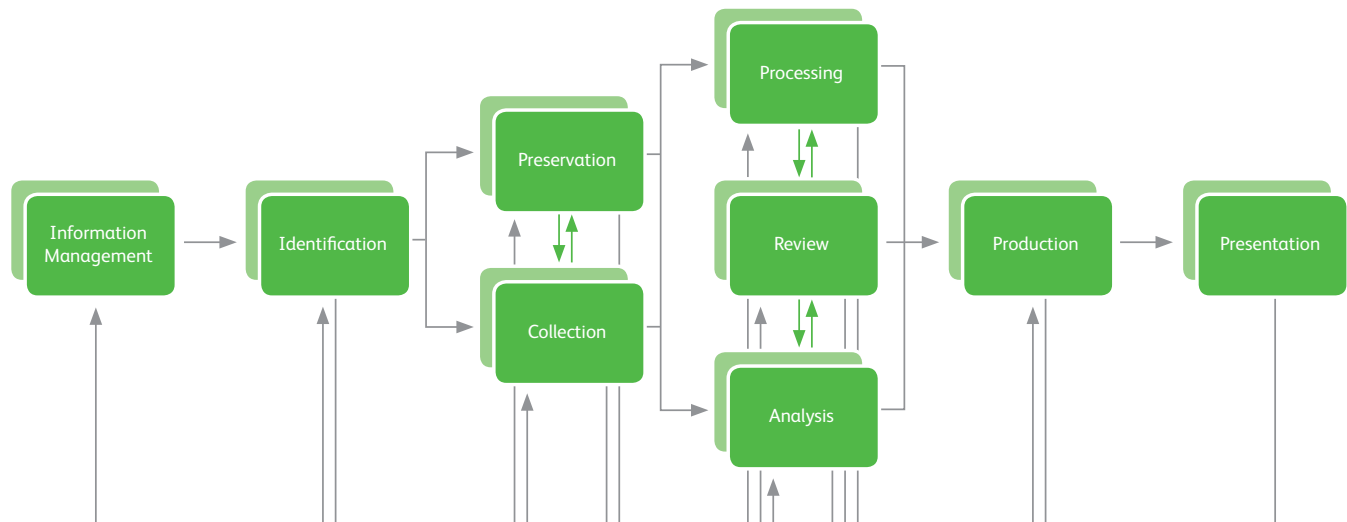 Information
Management
Identification
Preservation
Collection
Processing
Review
Analysis
Production
Presentation